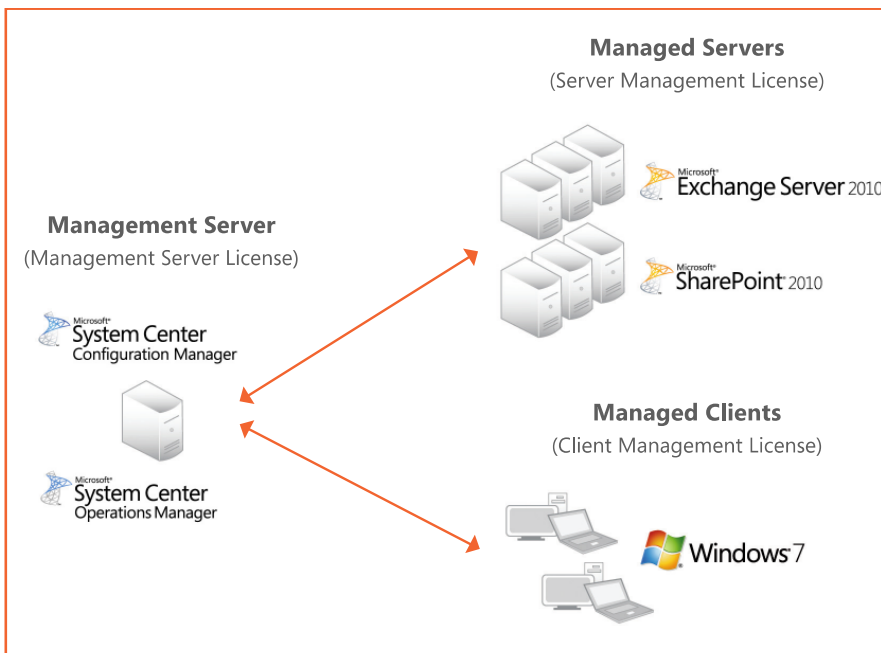 Managed Servers
(Server Management License)
Microsoft®
Exchange Server 2010
Microsoft®
SharePoint® 2010
Management Server
(Management Server License)
Microsoft®
System Center
Configuration Manager
Microsoft®
System Center
Operations Manager
Managed Clients
(Client Management License)
Windows® 7